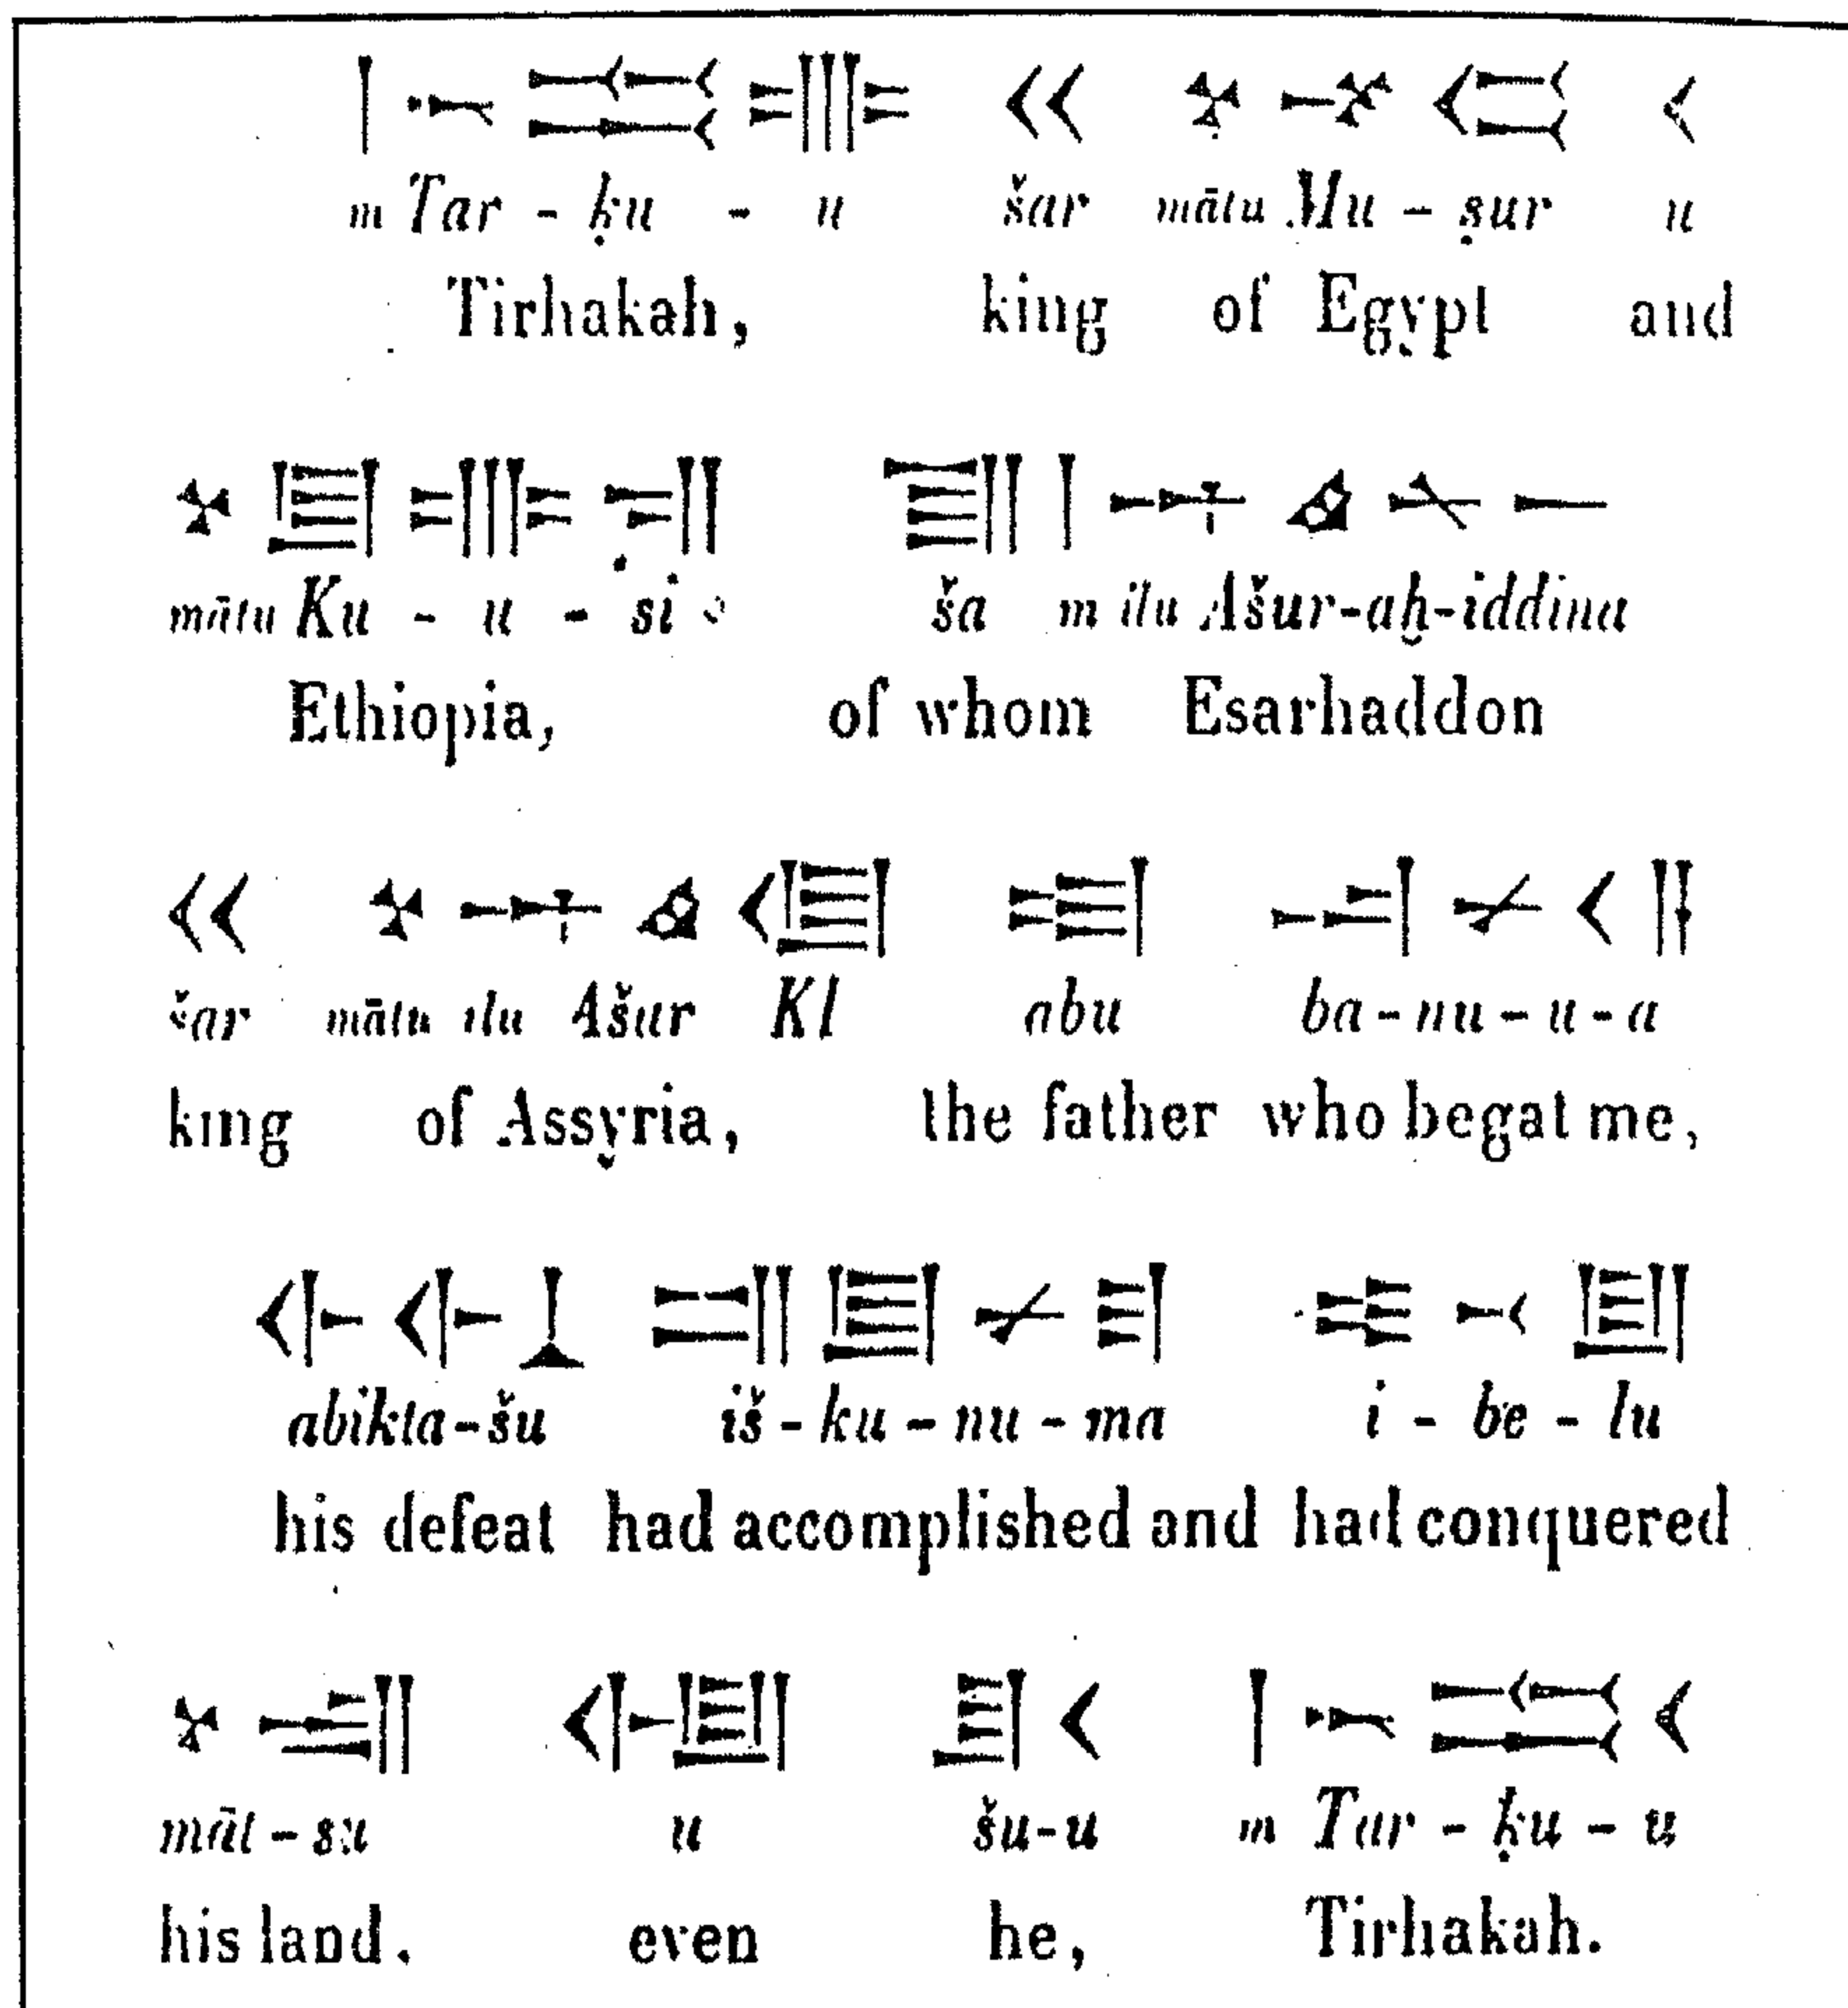 𒁹 𒋻 𒆪 𒌑 𒌋𒌋 𒆳 𒈬 𒊒 𒌋
m Tar - ḳu - u šar mātu Mu - ṣur u
Tirhakah, king of Egypt and
𒆳 𒆪 𒌑 𒋛 𒊭 𒁹 𒀭 𒊹 𒉽 𒀸
mātu Ku - u - si ša m ilu Ašur-aḫ-iddina
Ethiopia, of whom Esarhaddon
𒌋𒌋 𒆳 𒀭 𒊹 𒆠 𒀜 𒁀 𒉡 𒌋 𒀀
šar mātu ilu Ašur KI abu ba-nu-u-a
king of Assyria, the father who begat me,
𒅆 𒅆 𒋙 𒅖 𒆪 𒉡 𒈠 𒄿 𒁁 𒇻
abikta-šu iš-ku-nu-ma i - be - lu
his defeat had accomplished and had conquered
𒆳 𒋢 𒅇 𒋗 𒌋 𒁹 𒋻 𒄣 𒌋
māt-su u šu-u m Tar - ḳu - u
his land, even he, Tirhakah.